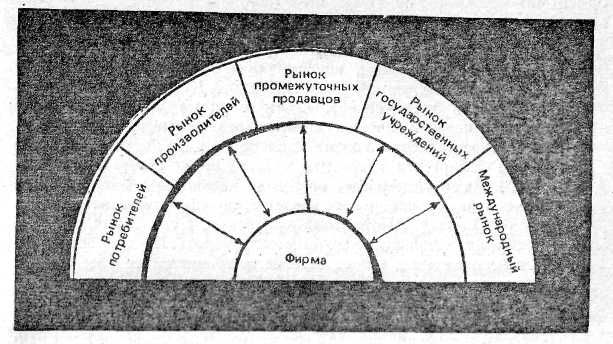 Рынок
потребителей
Рынок
производителей
Рынок
промежуточных
продавцов
Рынок
государственных
учреждений
Международный
рынок
Фирма